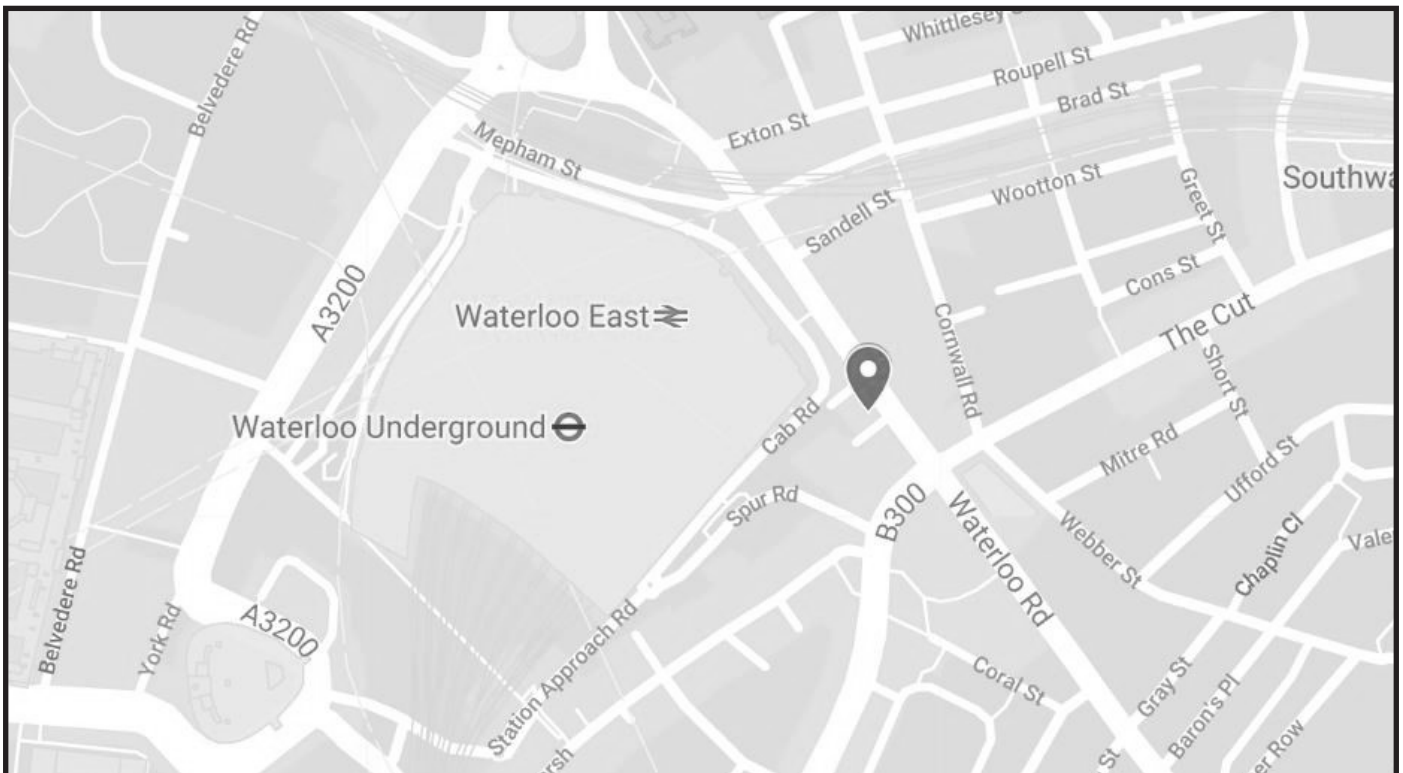 Whittlesey
Belvedere Rd
Roupell St
Brad St
Exton St
Mepham St
Wootton St
Southwa
Greet St
Sandell St
Cons St
A3200
Waterloo East
Cornwall Rd
The Cut
Short St
Waterloo Underground
Cab Rd
Mitre Rd
Ufford St
Spur Rd
B300
Waterloo Rd
Webber St
Chaplin Cl
Vale
Belvedere Rd
York Rd
A3200
Station Approach Rd
Coral St
Gray St
Baron's Pl
er Row
rsh
St